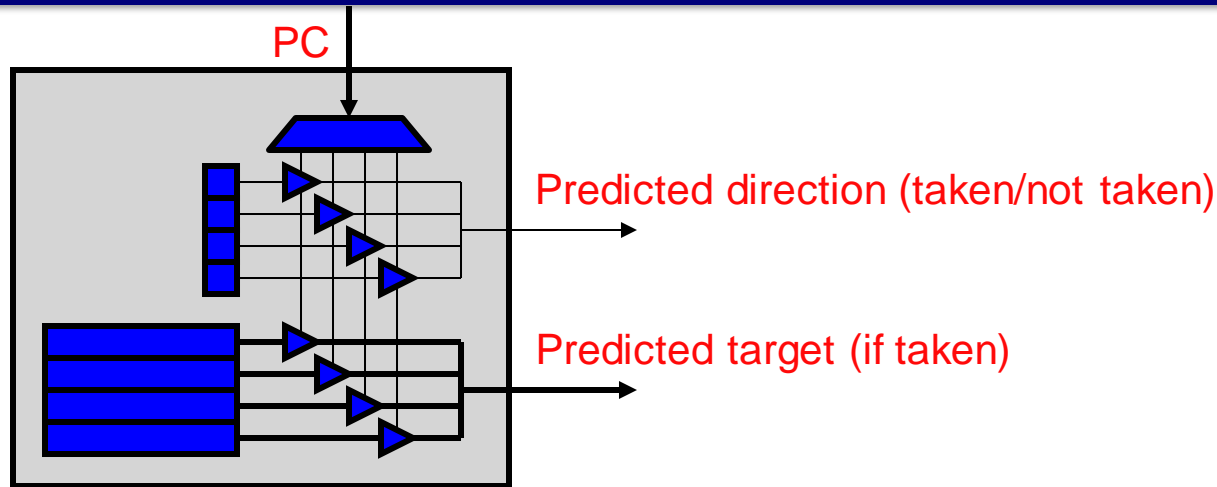 PC
Predicted direction (taken/not taken)
Predicted target (if taken)